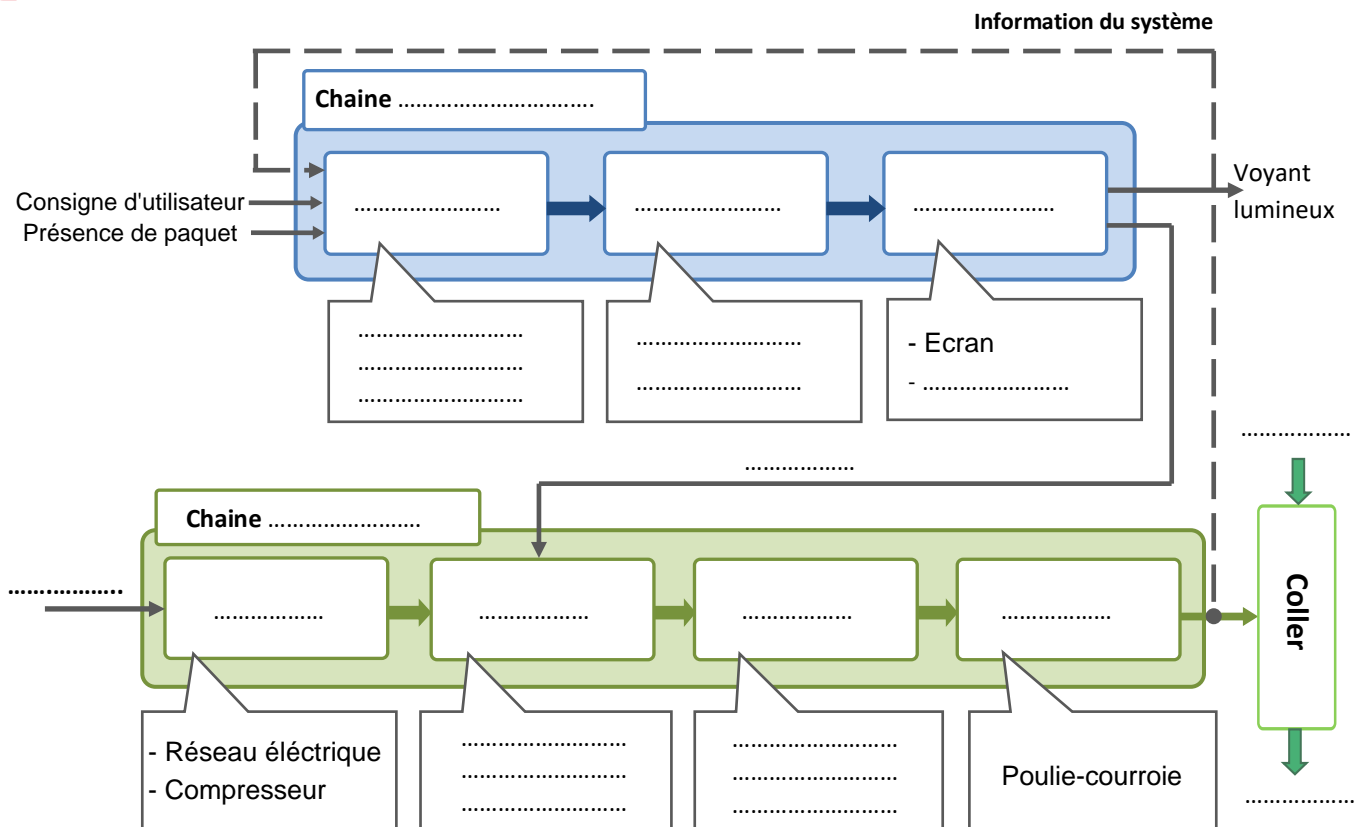 Information du système
Chaine ................................
Consigne d'utilisateur
Présence de paquet
........................
........................
........................
Voyant
lumineux
...........................
...........................
...........................
...........................
...........................
- Ecran
- ........................
..................
..................
Chaine .........................
...................
..................
..................
..................
..................
Coller
- Réseau éléctrique
- Compresseur
...........................
...........................
...........................
...........................
...........................
...........................
Poulie-courroie
..................